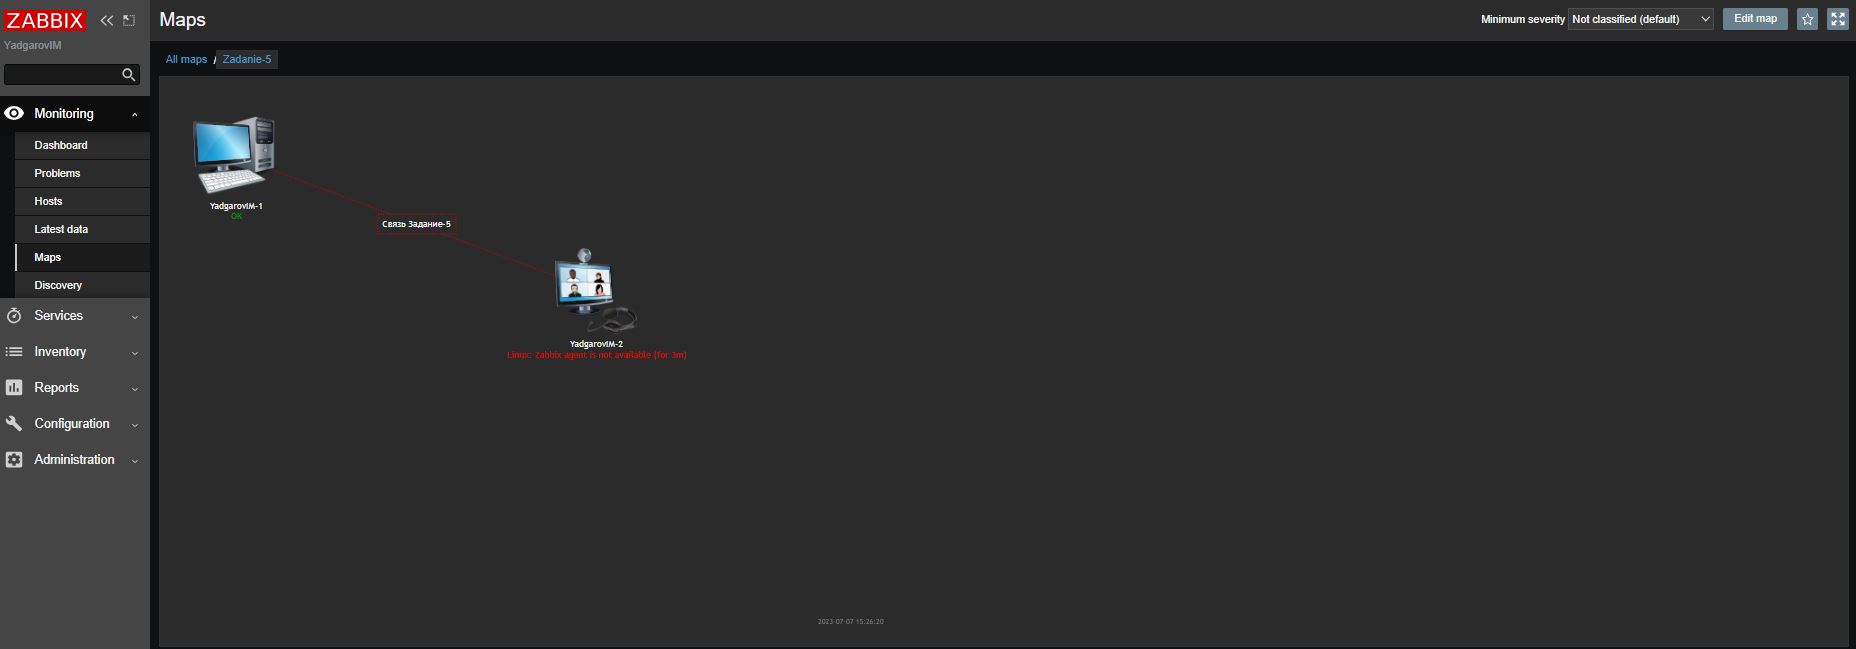 ZABBIX
YadgarovIM
Monitoring
Dashboard
Problems
Hosts
Latest data
Maps
Discovery
Services
Inventory
Reports
Configuration
Administration
Maps
Minimum severity Not classified (default) Edit map
All maps / Zadanie-5
YadgarovIM-1
OK
Связь Задание-5
YadgarovIM-2
Linux: Zabbix agent is not available (for 3m)
2023-07-07 15:26:20